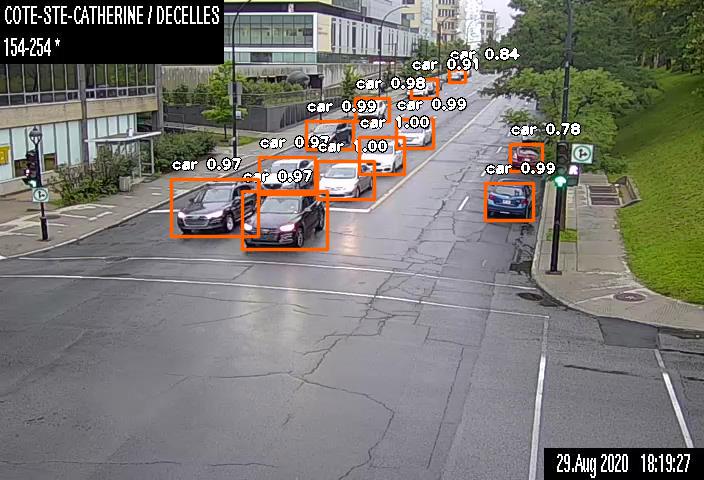 COTE-STE-CATHERINE / DECELLES
154-254 *
car 0.84
car 0.91
car 0.98
car 0.99
car 0.99
car 1.00
car 0.78
car 0.97
car 1.00
car 0.97
car 0.97
car 0.99
29.Aug 2020 18:19:27